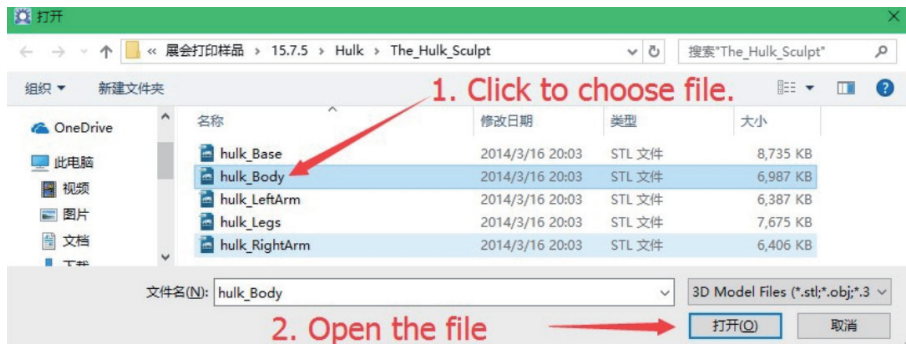 打开
« 展会打印样品 > 15.7.5 > Hulk > The_Hulk_Sculpt 搜索"The_Hulk_Sculpt"
组织 新建文件夹
1. Click to choose file.
名称 修改日期 类型 大小
OneDrive
此电脑
视频
图片
文档
hulk_Base 2014/3/16 20:03 STL 文件 8,735 KB
hulk_Body 2014/3/16 20:03 STL 文件 6,987 KB
hulk_LeftArm 2014/3/16 20:03 STL 文件 6,387 KB
hulk_Legs 2014/3/16 20:03 STL 文件 7,675 KB
hulk_RightArm 2014/3/16 20:03 STL 文件 6,406 KB
文件名(N): hulk_Body 3D Model Files (*.stl;*.obj;*.3
2. Open the file
打开(O) 取消